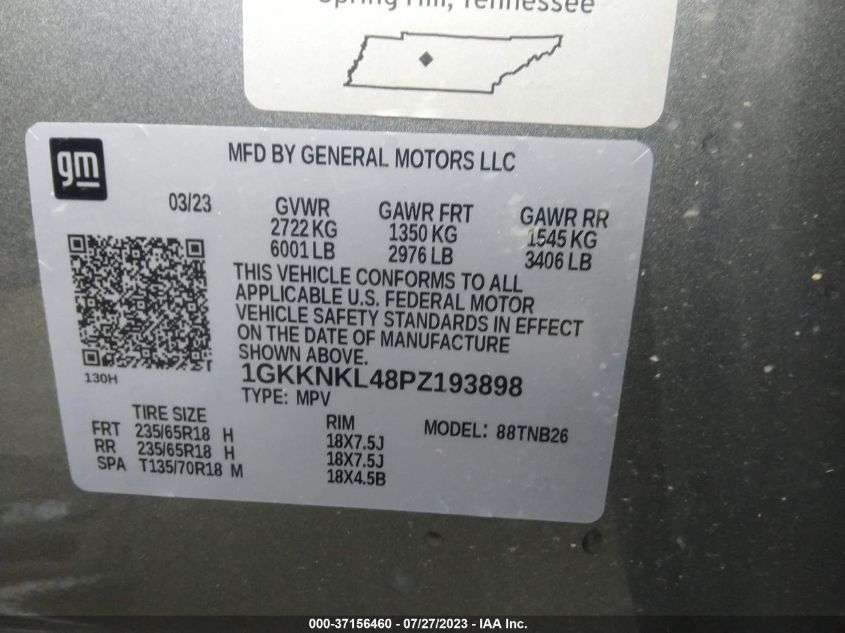 Spring Hill, Tennessee
gm
MFD BY GENERAL MOTORS LLC
03/23
GVWR GAWR FRT GAWR RR
2722 KG 1350 KG 1545 KG
6001 LB 2976 LB 3406 LB
THIS VEHICLE CONFORMS TO ALL
APPLICABLE U.S. FEDERAL MOTOR
VEHICLE SAFETY STANDARDS IN EFFECT
ON THE DATE OF MANUFACTURE
SHOWN ABOVE.
130H
1GKKNKL48PZ193898
TYPE: MPV
TIRE SIZE RIM MODEL: 88TNB26
FRT 235/65R18 H 18X7.5J
RR 235/65R18 H 18X7.5J
SPA T135/70R18 M 18X4.5B
000-37156460 - 07/27/2023 - IAA Inc.